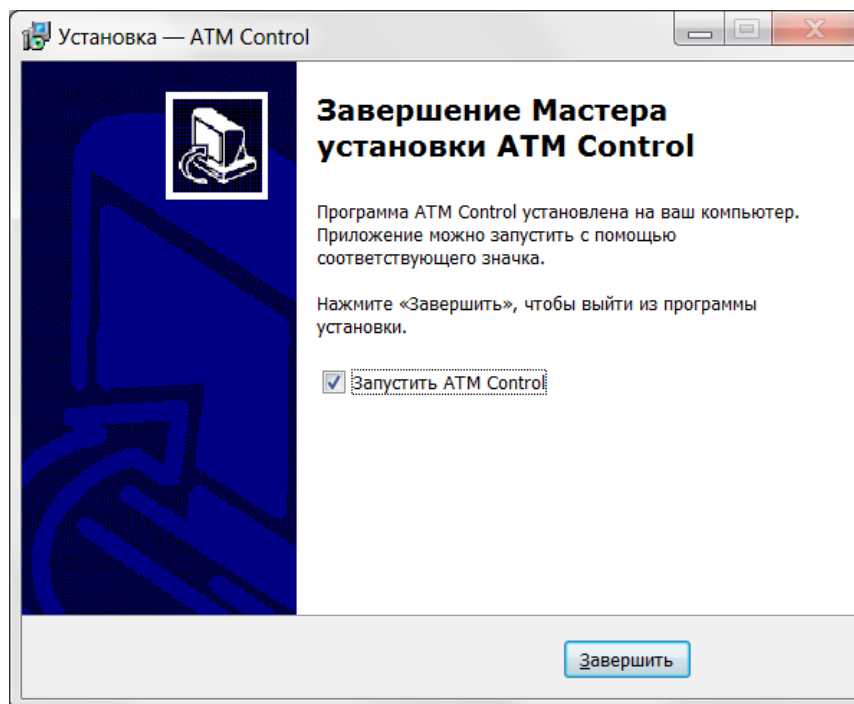 Установка — ATM Control
Завершение Мастера
установки ATM Control
Программа ATM Control установлена на ваш компьютер.
Приложение можно запустить с помощью
соответствующего значка.
Нажмите «Завершить», чтобы выйти из программы
установки.
Запустить ATM Control
Завершить